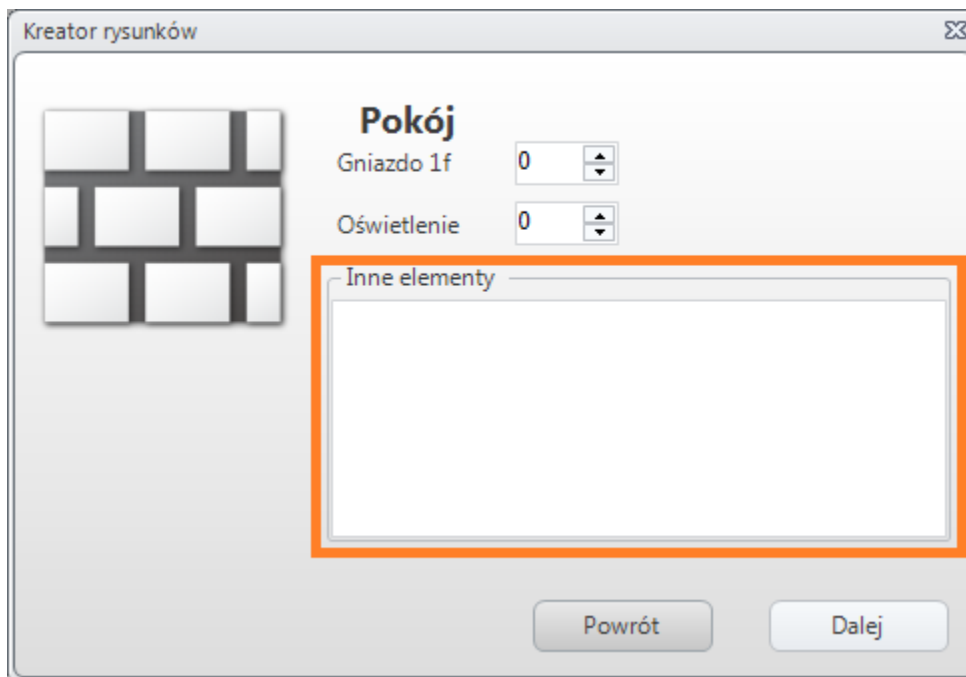 Kreator rysunków
Pokój
Gniazdo 1f 0
Oświetlenie 0
Inne elementy
Powrót Dalej